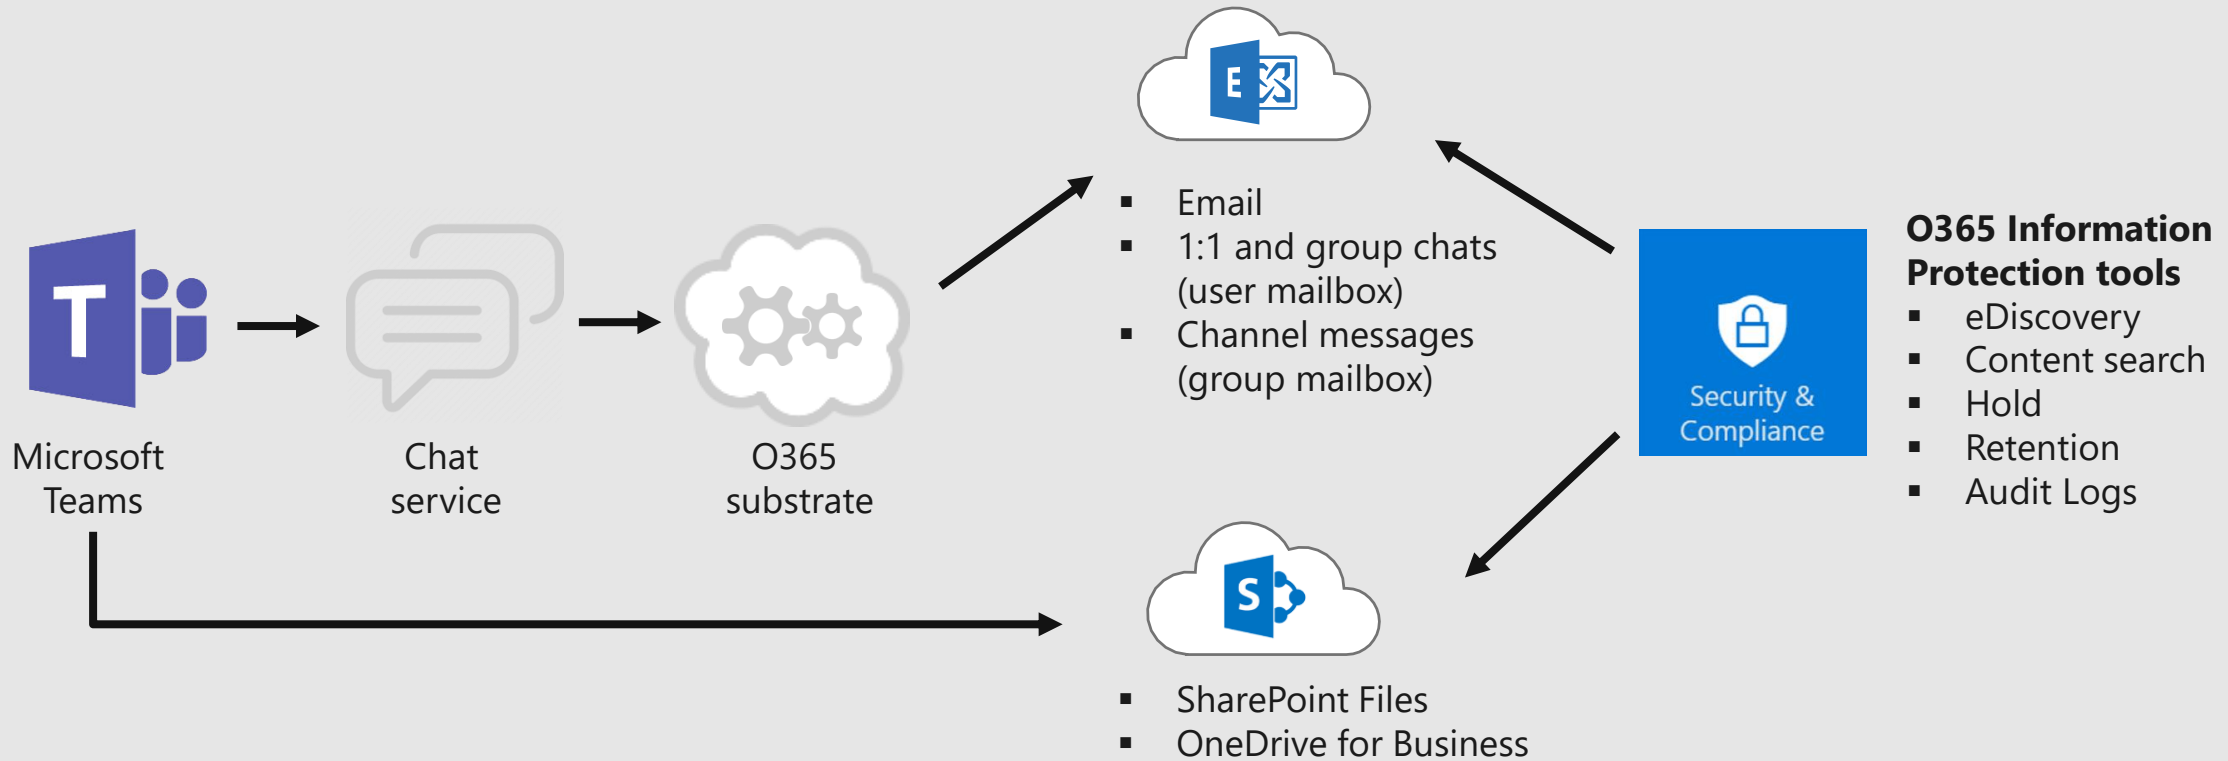 T
Microsoft
Teams
Chat
service
O365
substrate
E
▪ Email
▪ 1:1 and group chats
(user mailbox)
▪ Channel messages
(group mailbox)
S
▪ SharePoint Files
▪ OneDrive for Business
Security &
Compliance
O365 Information
Protection tools
▪ eDiscovery
▪ Content search
▪ Hold
▪ Retention
▪ Audit Logs